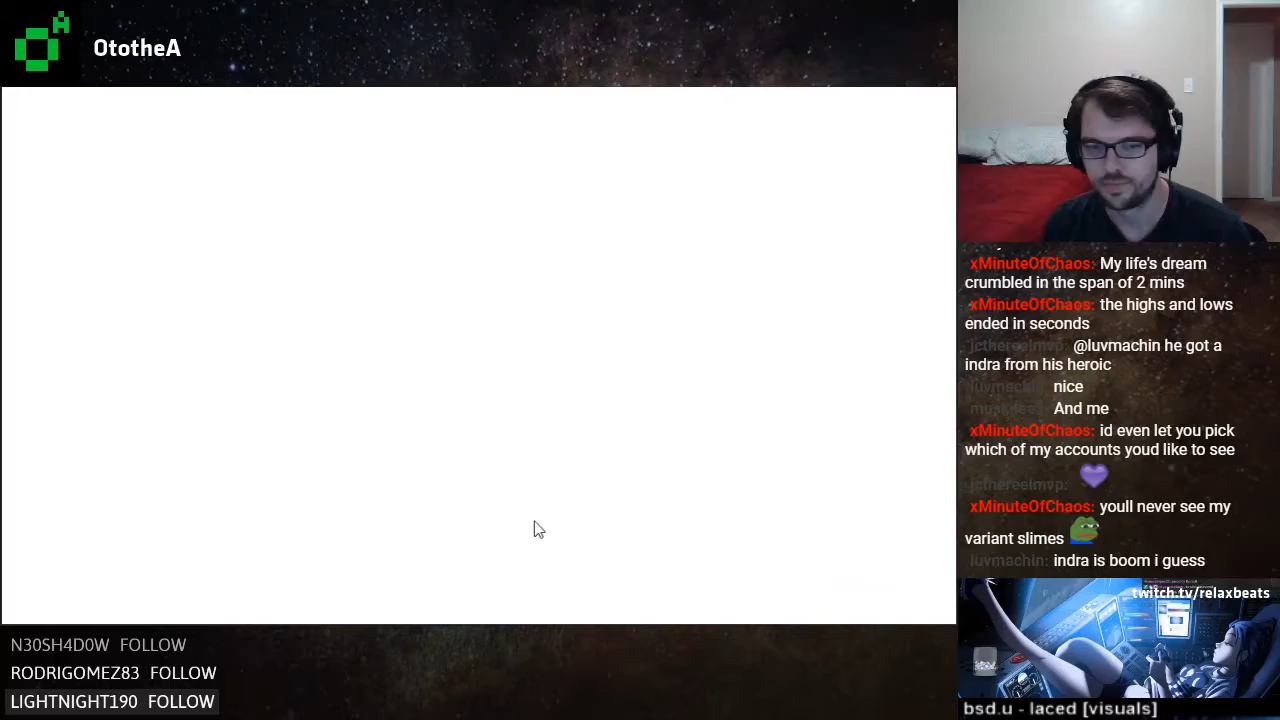 OtotheA
xMinuteOfChaos: My life's dream
crumbled in the span of 2 mins
xMinuteOfChaos: the highs and lows
ended in seconds
@luvmachin he got a
indra from his heroic
luvmachin: nice
And me
xMinuteOfChaos: id even let you pick
which of my accounts youd like to see
xMinuteOfChaos: youll never see my
variant slimes
luvmachin: indra is boom i guess
twitch.tv/relaxbeats
bsd.u - laced [visuals]
N30SH4D0W FOLLOW
RODRIGOMEZ83 FOLLOW
LIGHTNIGHT190 FOLLOW